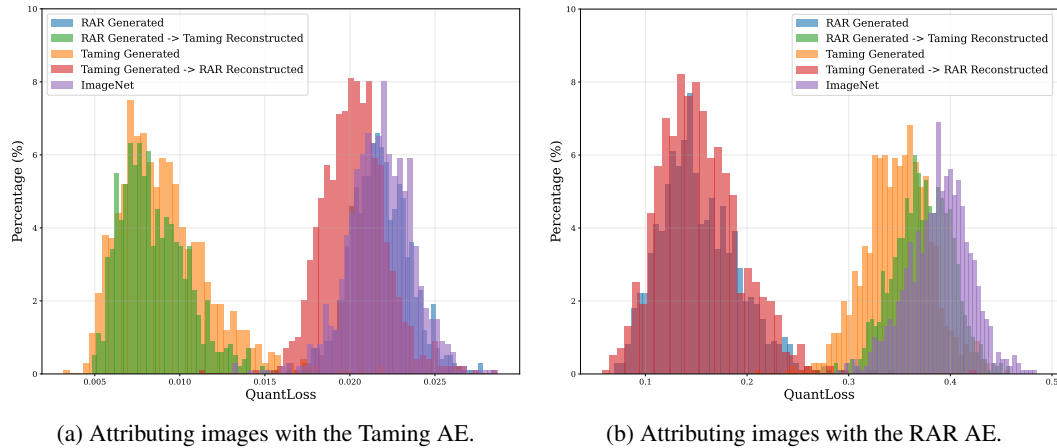 10
8
6
4
2
0
Percentage (%)
RAR Generated
RAR Generated -> Taming Reconstructed
Taming Generated
Taming Generated -> RAR Reconstructed
ImageNet
0.005
0.010
0.015
0.020
0.025
QuantLoss
(a) Attributing images with the Taming AE.
10
8
6
4
2
0
Percentage (%)
RAR Generated
RAR Generated -> Taming Reconstructed
Taming Generated
Taming Generated -> RAR Reconstructed
ImageNet
0.1
0.2
0.3
0.4
0.5
QuantLoss
(b) Attributing images with the RAR AE.